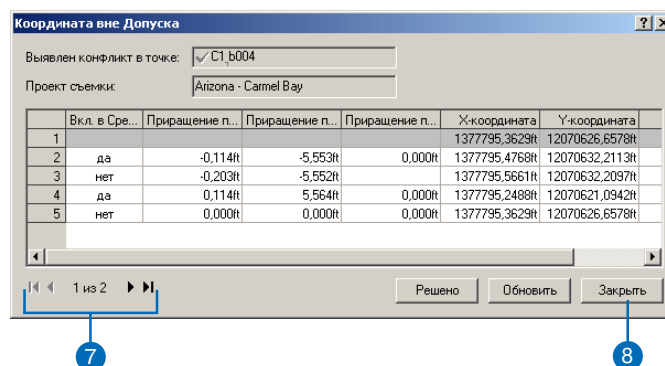 Координата вне Допуска
Выявлен конфликт в точке: C1_b004
Проект съемки: Arizona - Carmel Bay
Вкл. в Сре... Приращение п... Приращение п... Приращение п... X-координата Y-координата
1 1377795,3629ft 12070626,6578ft
2 да -0,114ft -5,553ft 0,000ft 1377795,4768ft 12070632,2113ft
3 нет -0,203ft -5,552ft 1377795,5661ft 12070632,2097ft
4 да 0,114ft 5,564ft 0,000ft 1377795,2488ft 12070621,0942ft
5 нет 0,000ft 0,000ft 0,000ft 1377795,3629ft 12070626,6578ft
1 из 2 Решено Обновить Закрыть
7 8